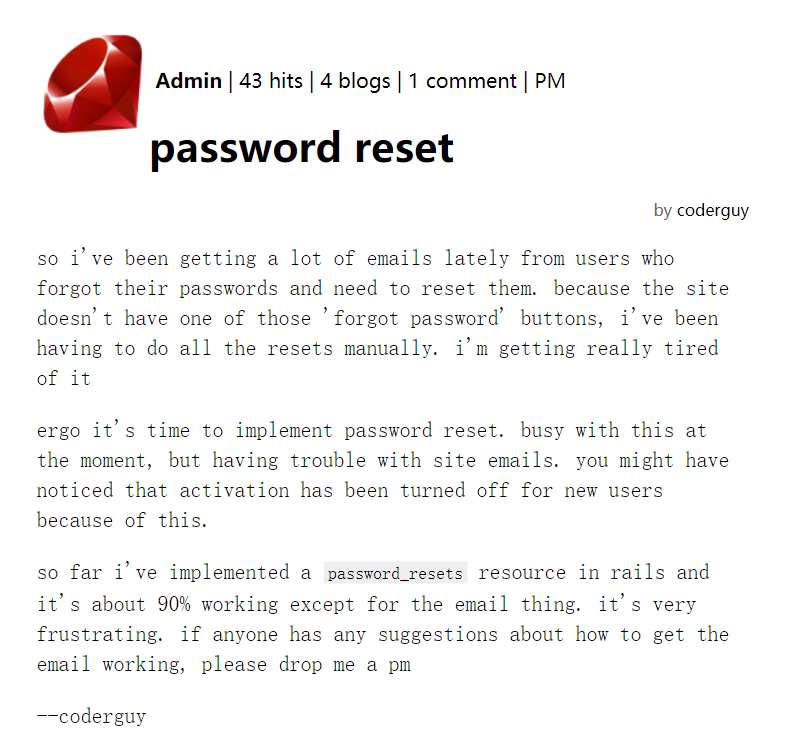 Admin | 43 hits | 4 blogs | 1 comment | PM
password reset
by coderguy
so i've been getting a lot of emails lately from users who
forgot their passwords and need to reset them. because the site
doesn't have one of those 'forgot password' buttons, i've been
having to do all the resets manually. i'm getting really tired
of it
ergo it's time to implement password reset. busy with this at
the moment, but having trouble with site emails. you might have
noticed that activation has been turned off for new users
because of this.
so far i've implemented a password_resets resource in rails and
it's about 90% working except for the email thing. it's very
frustrating. if anyone has any suggestions about how to get the
email working, please drop me a pm
--coderguy